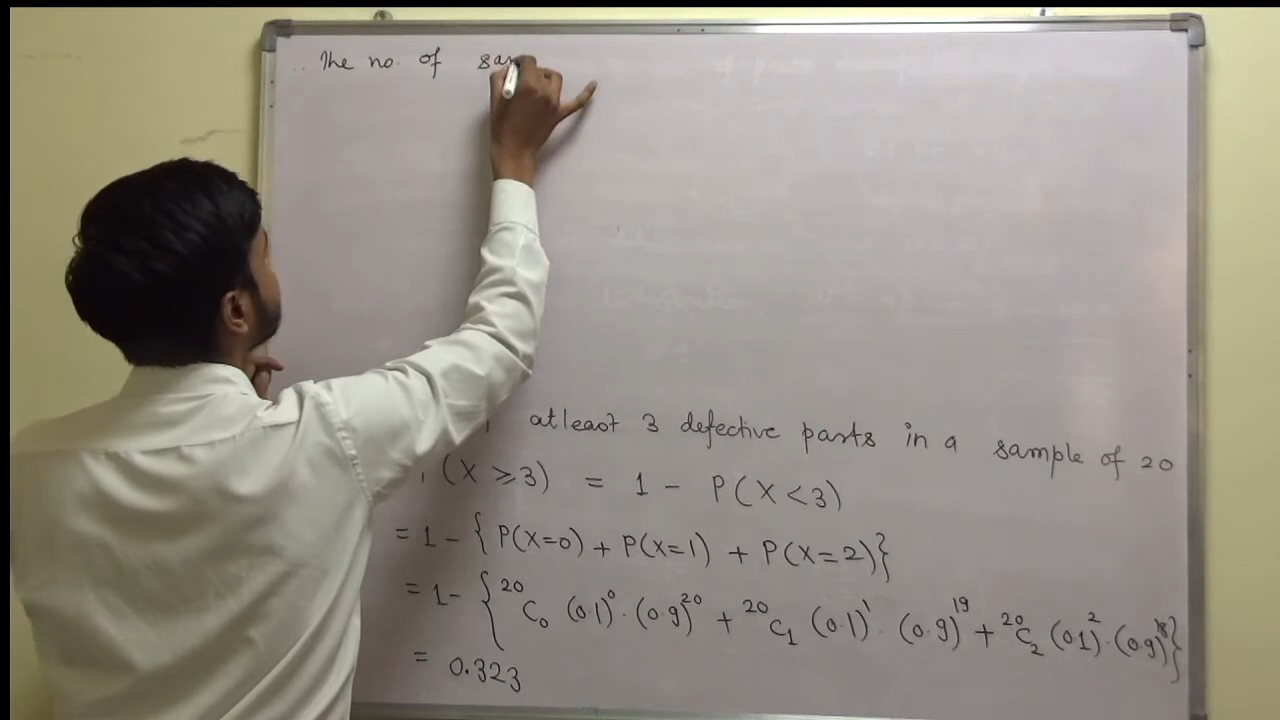 The no. of sam
atleast 3 defective parts in a sample of 20
(X ≥ 3) = 1 - P(X < 3)
= 1 - { P(X=0) + P(X=1) + P(X=2)}
= 1 - { ²⁰C₀ (0.1)⁰ · (0.9)²⁰ + ²⁰C₁ (0.1)¹ · (0.9)¹⁹ + ²⁰C₂ (0.1)² · (0.9)¹⁸}
= 0.323